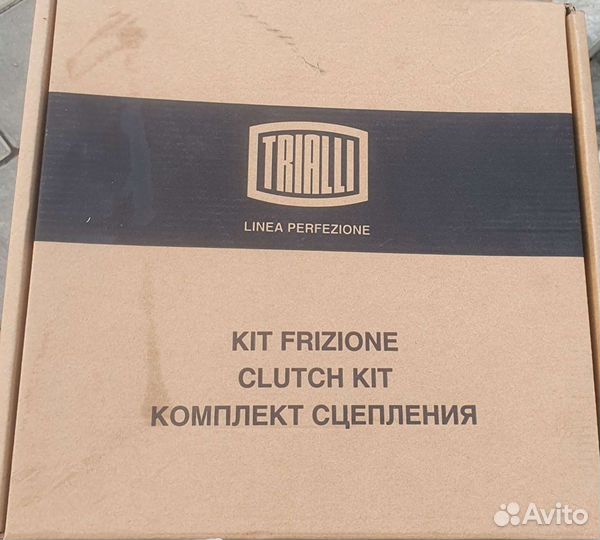 TRIALLI
LINEA PERFEZIONE
KIT FRIZIONE
CLUTCH KIT
КОМПЛЕКТ СЦЕПЛЕНИЯ
Avito